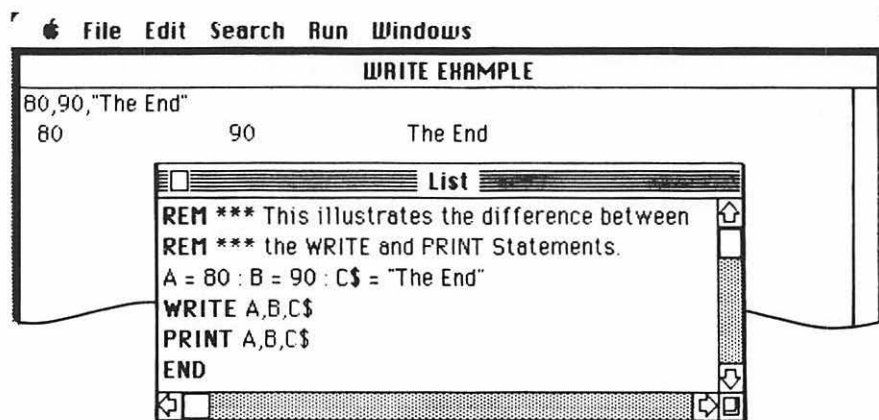 File Edit Search Run Windows
WRITE EXAMPLE
80,90,"The End"
80 90 The End
List
REM *** This illustrates the difference between
REM *** the WRITE and PRINT Statements.
A = 80 : B = 90 : C$ = "The End"
WRITE A,B,C$
PRINT A,B,C$
END